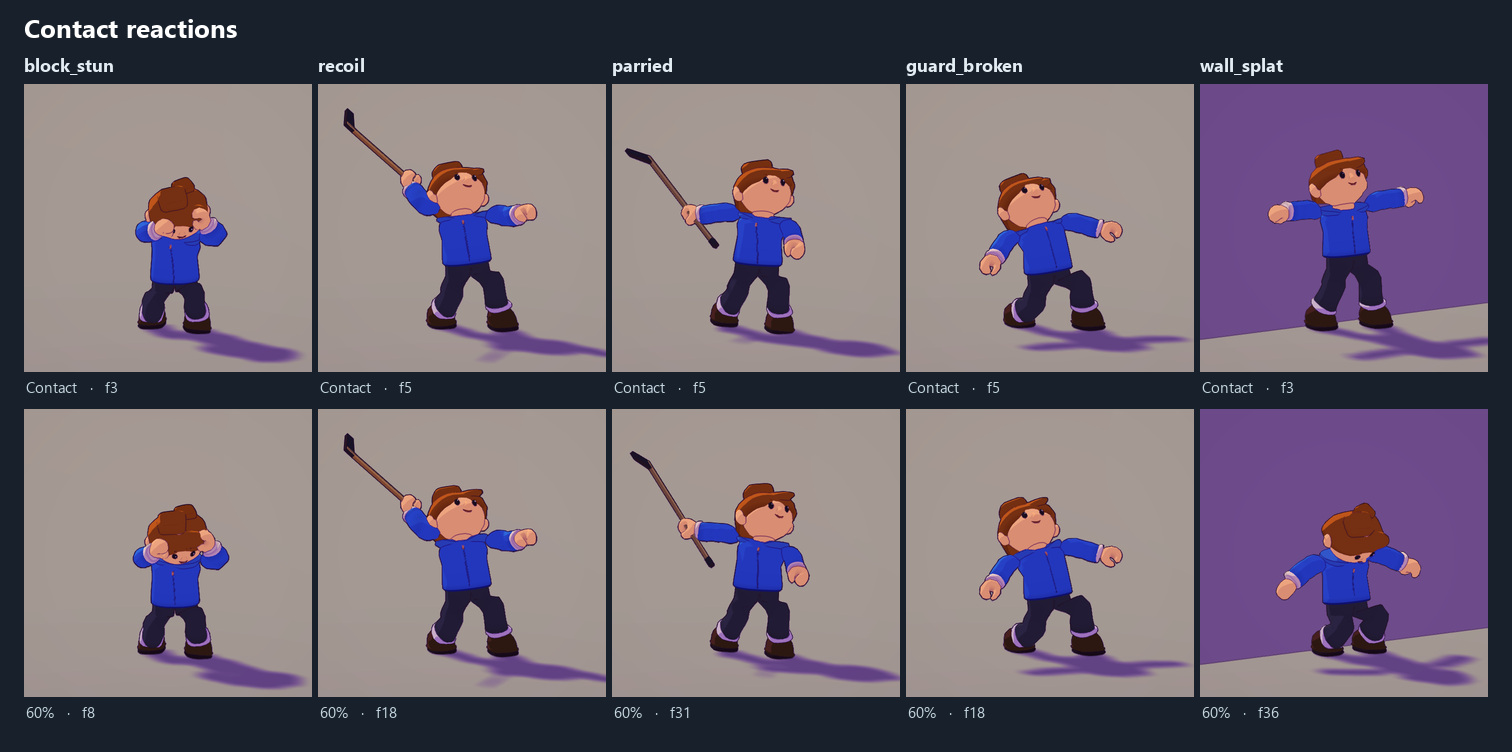 Contact reactions
block_stun recoil parried guard_broken wall_splat
Contact · f3 Contact · f5 Contact · f5 Contact · f5 Contact · f3
60% · f8 60% · f18 60% · f31 60% · f18 60% · f36